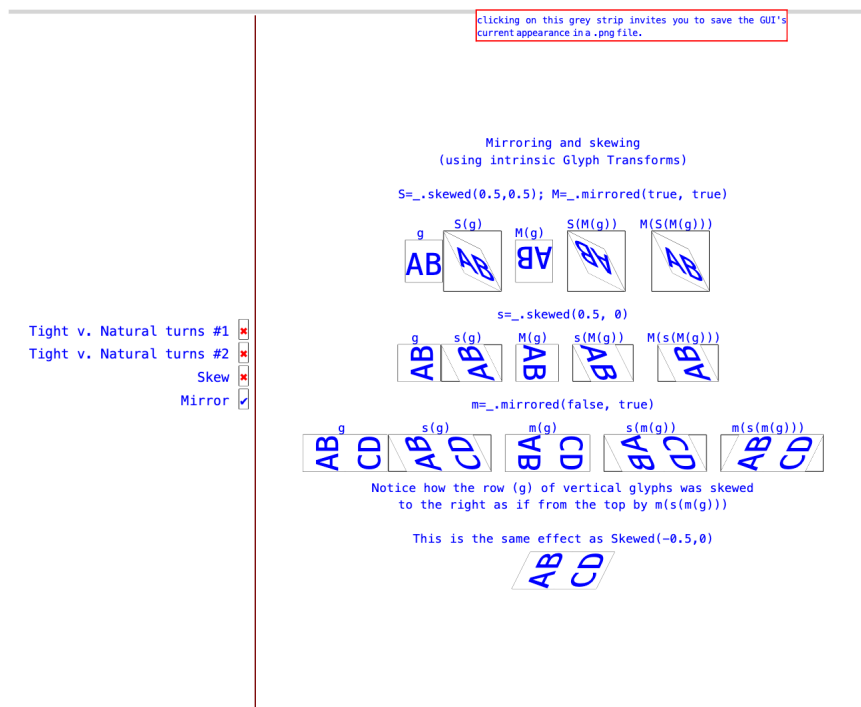 clicking on this grey strip invites you to save the GUI's
current appearance in a .png file.
Mirroring and skewing
(using intrinsic Glyph Transforms)
S=_.skewed(0.5,0.5); M=_.mirrored(true, true)
g S(g) M(g) S(M(g)) M(S(M(g)))
AB AB AB AB AB
s=_.skewed(0.5, 0)
g s(g) M(g) s(M(g)) M(s(M(g)))
AB AB AB AB AB
m=_.mirrored(false, true)
g s(g) m(g) s(m(g)) m(s(m(g)))
AB CD AB CD AB CD AB CD AB CD
Notice how the row (g) of vertical glyphs was skewed
to the right as if from the top by m(s(m(g)))
This is the same effect as Skewed(-0.5,0)
AB CD
Tight v. Natural turns #1 ✖
Tight v. Natural turns #2 ✖
Skew ✖
Mirror ✔